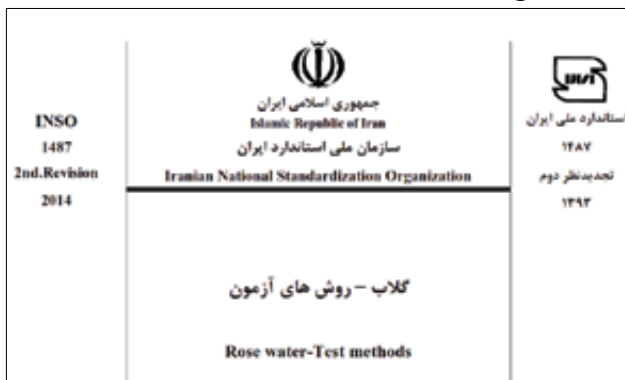 INSO
1487
2nd.Revision
2014
جمهوری اسلامی ایران
Islamic Republic of Iran
سازمان ملی استاندارد ایران
Iranian National Standardization Organization
استاندارد ملی ایران
۱۴۸۷
تجدیدنظر دوم
۱۳۹۳
گلاب – روش های آزمون
Rose water-Test methods